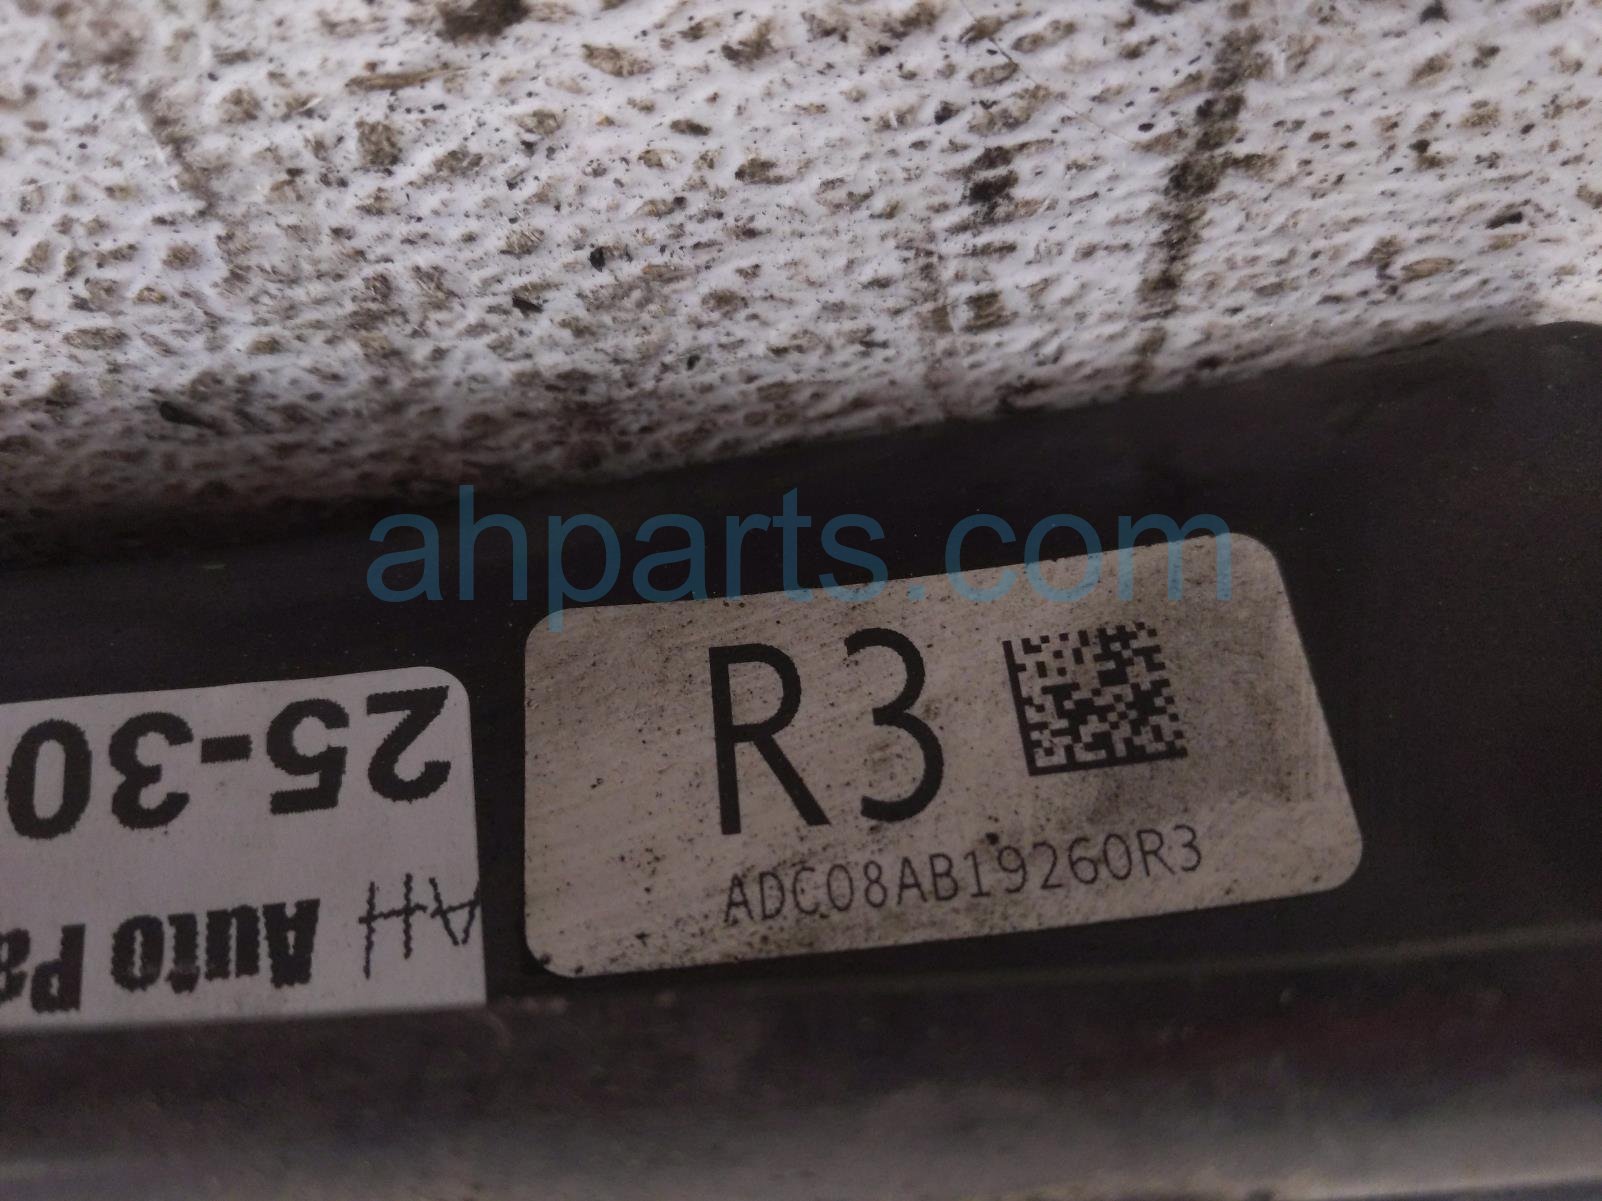 ahparts.com
R3
ADC08AB19260R3
25-30
AH Auto Pa